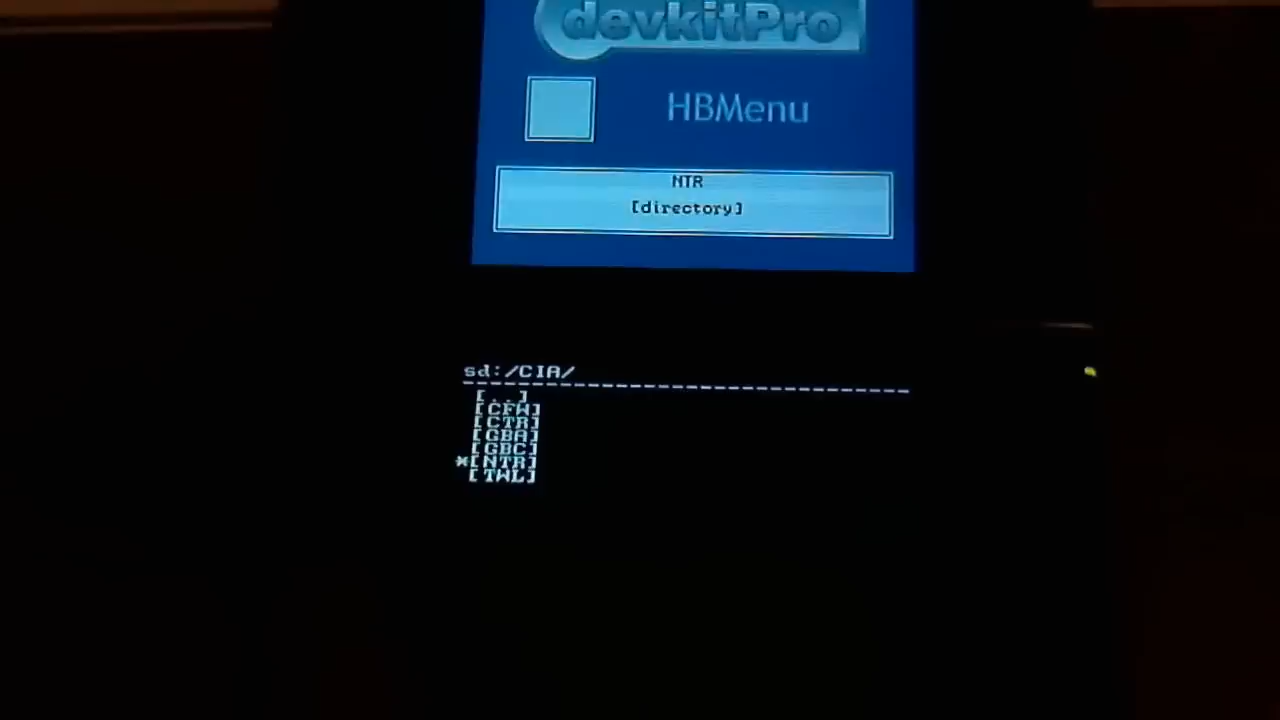 devkitPro
HBMenu
NTR
[directory]
sd:/CIA/
[..]
[CFW]
[CTR]
[GBA]
[GBC]
*[NTR]
[TWL]